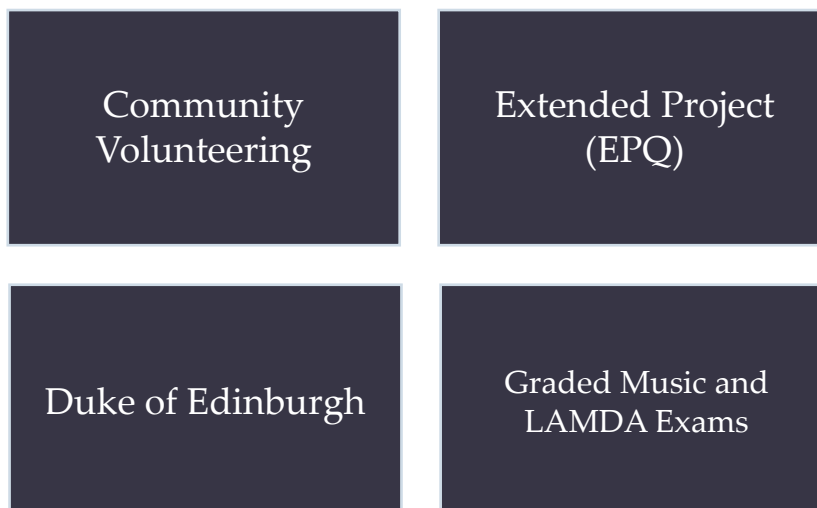 Community
Volunteering
Extended Project
(EPQ)
Duke of Edinburgh
Graded Music and
LAMDA Exams